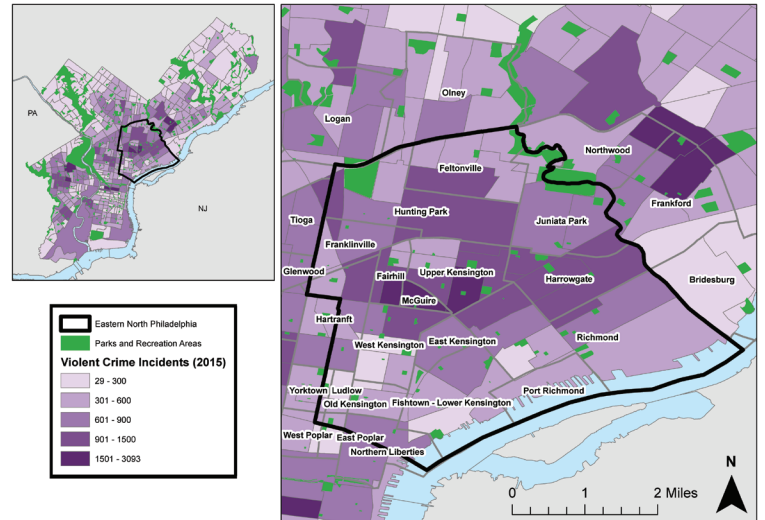 PA
NJ
Eastern North Philadelphia
Parks and Recreation Areas
Violent Crime Incidents (2015)
29 - 300
301 - 600
601 - 900
901 - 1500
1501 - 3093
Olney
Logan
Northwood
Feltonville
Frankford
Tioga
Hunting Park
Juniata Park
Franklinville
Glenwood
Fairhill
Upper Kensington
Harrowgate
Bridesburg
McGuire
Hartranft
West Kensington
East Kensington
Richmond
Yorktown
Ludlow
Port Richmond
Old Kensington
Fishtown - Lower Kensington
West Poplar
East Poplar
Northern Liberties
N
0
1
2 Miles